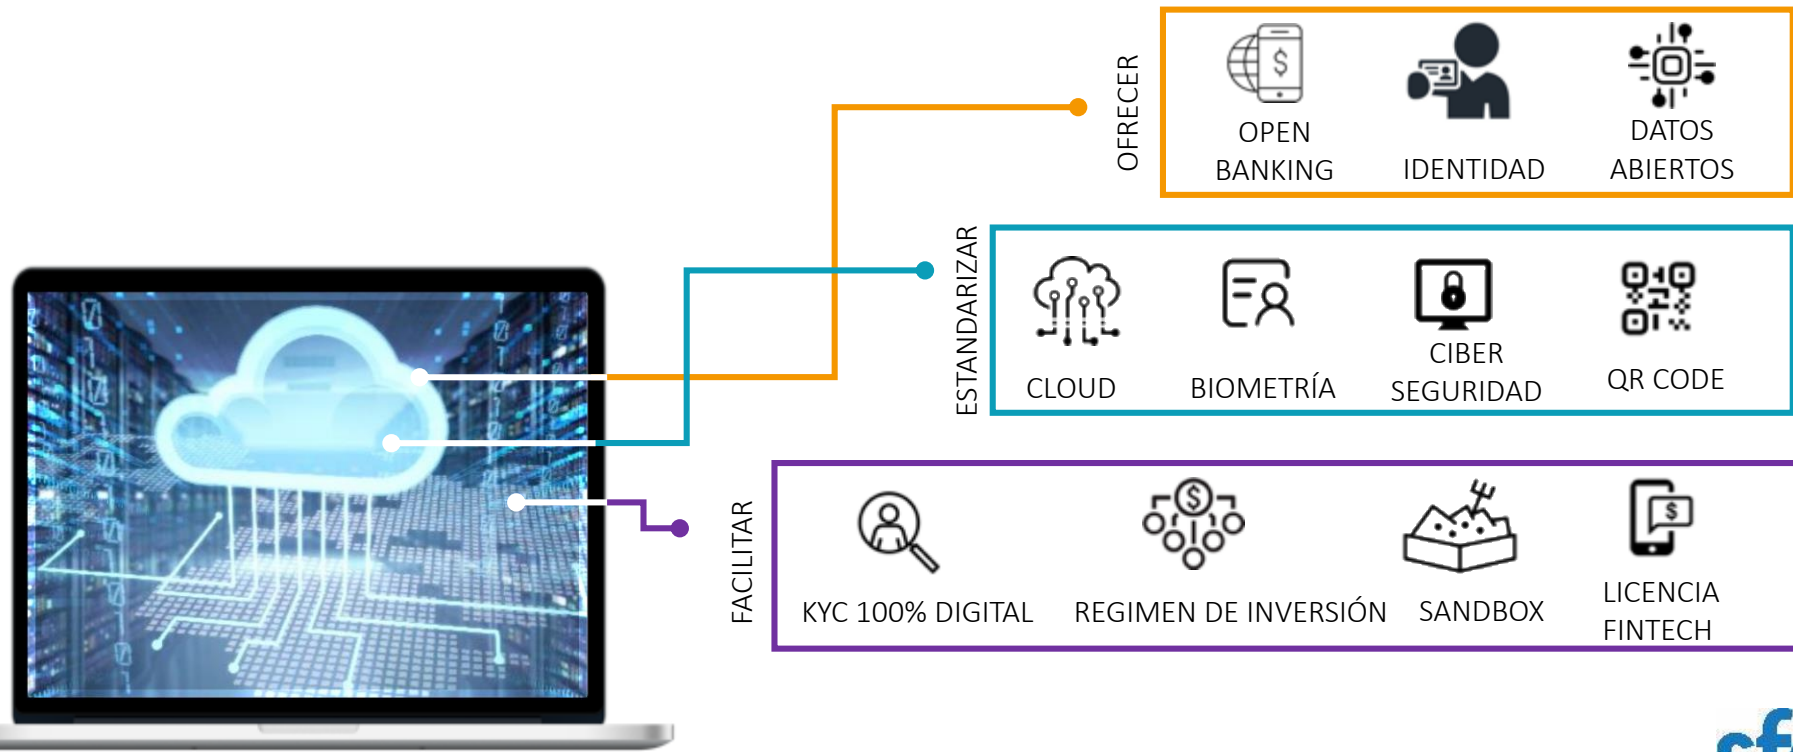 OFRECER
OPEN
BANKING
IDENTIDAD
DATOS
ABIERTOS
ESTANDARIZAR
CLOUD
BIOMETRÍA
CIBER
SEGURIDAD
QR CODE
FACILITAR
KYC 100% DIGITAL
REGIMEN DE INVERSIÓN
SANDBOX
LICENCIA
FINTECH